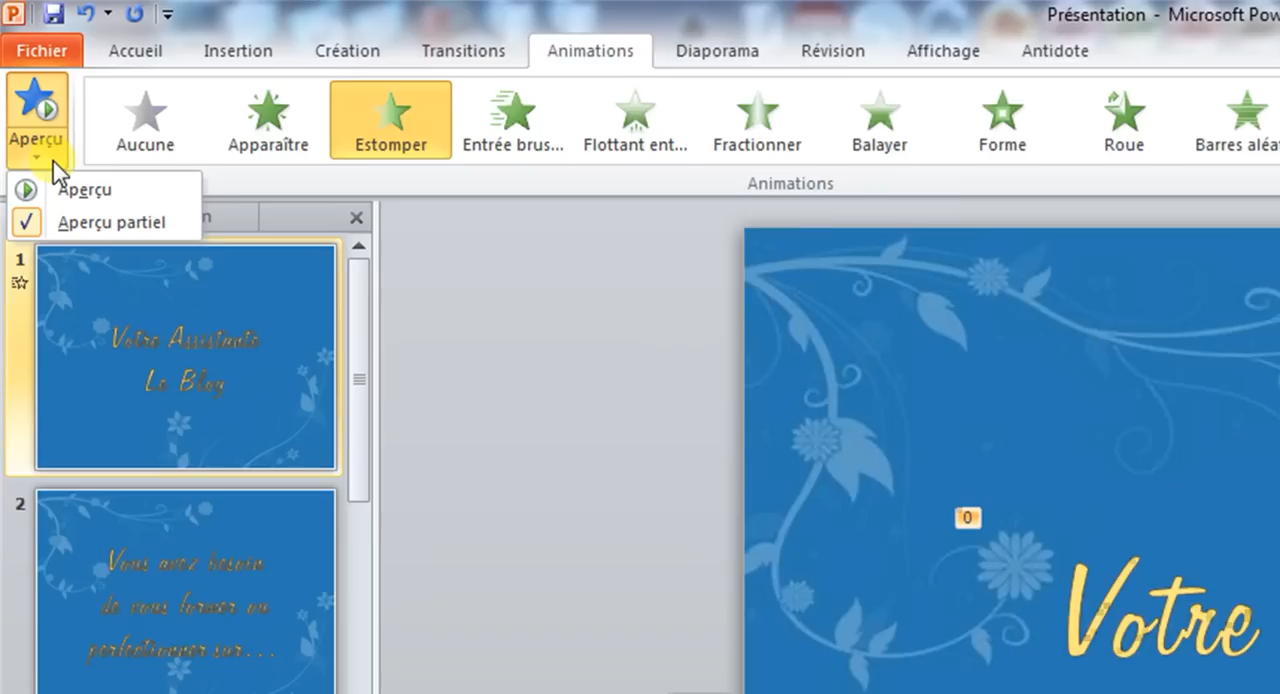 Présentation - Microsoft Pow
Fichier Accueil Insertion Création Transitions Animations Diaporama Révision Affichage Antidote
Aperçu Aucune Apparaître Estomper Entrée brus... Flottant ent... Fractionner Balayer Forme Roue Barres aléa
Animations
Aperçu
Aperçu partiel
n
1
Votre Assistante
Le Blog
2
Vous avez besoin
de vous former ou
perfectionner sur...
0
Votre